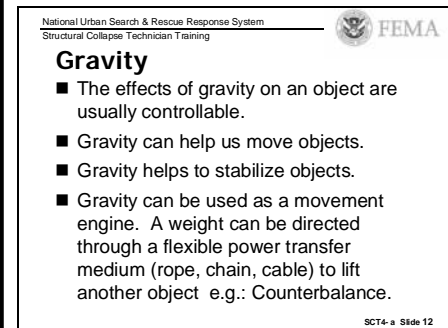 National Urban Search & Rescue Response System
Structural Collapse Technician Training
FEMA
Gravity
■ The effects of gravity on an object are
usually controllable.
■ Gravity can help us move objects.
■ Gravity helps to stabilize objects.
■ Gravity can be used as a movement
engine.  A weight can be directed
through a flexible power transfer
medium (rope, chain, cable) to lift
another object  e.g.: Counterbalance.
SCT4- a  Slide 12